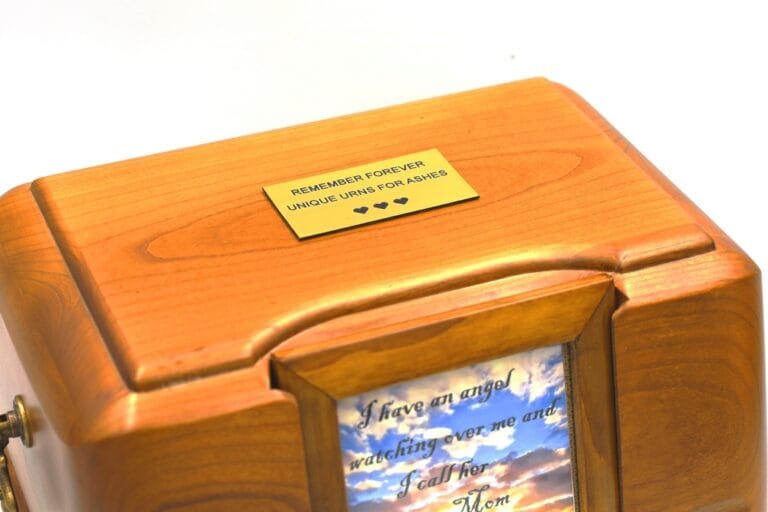 REMEMBER FOREVER
UNIQUE URNS FOR ASHES
♥♥♥
I have an angel
watching over me and
I call her
Mom